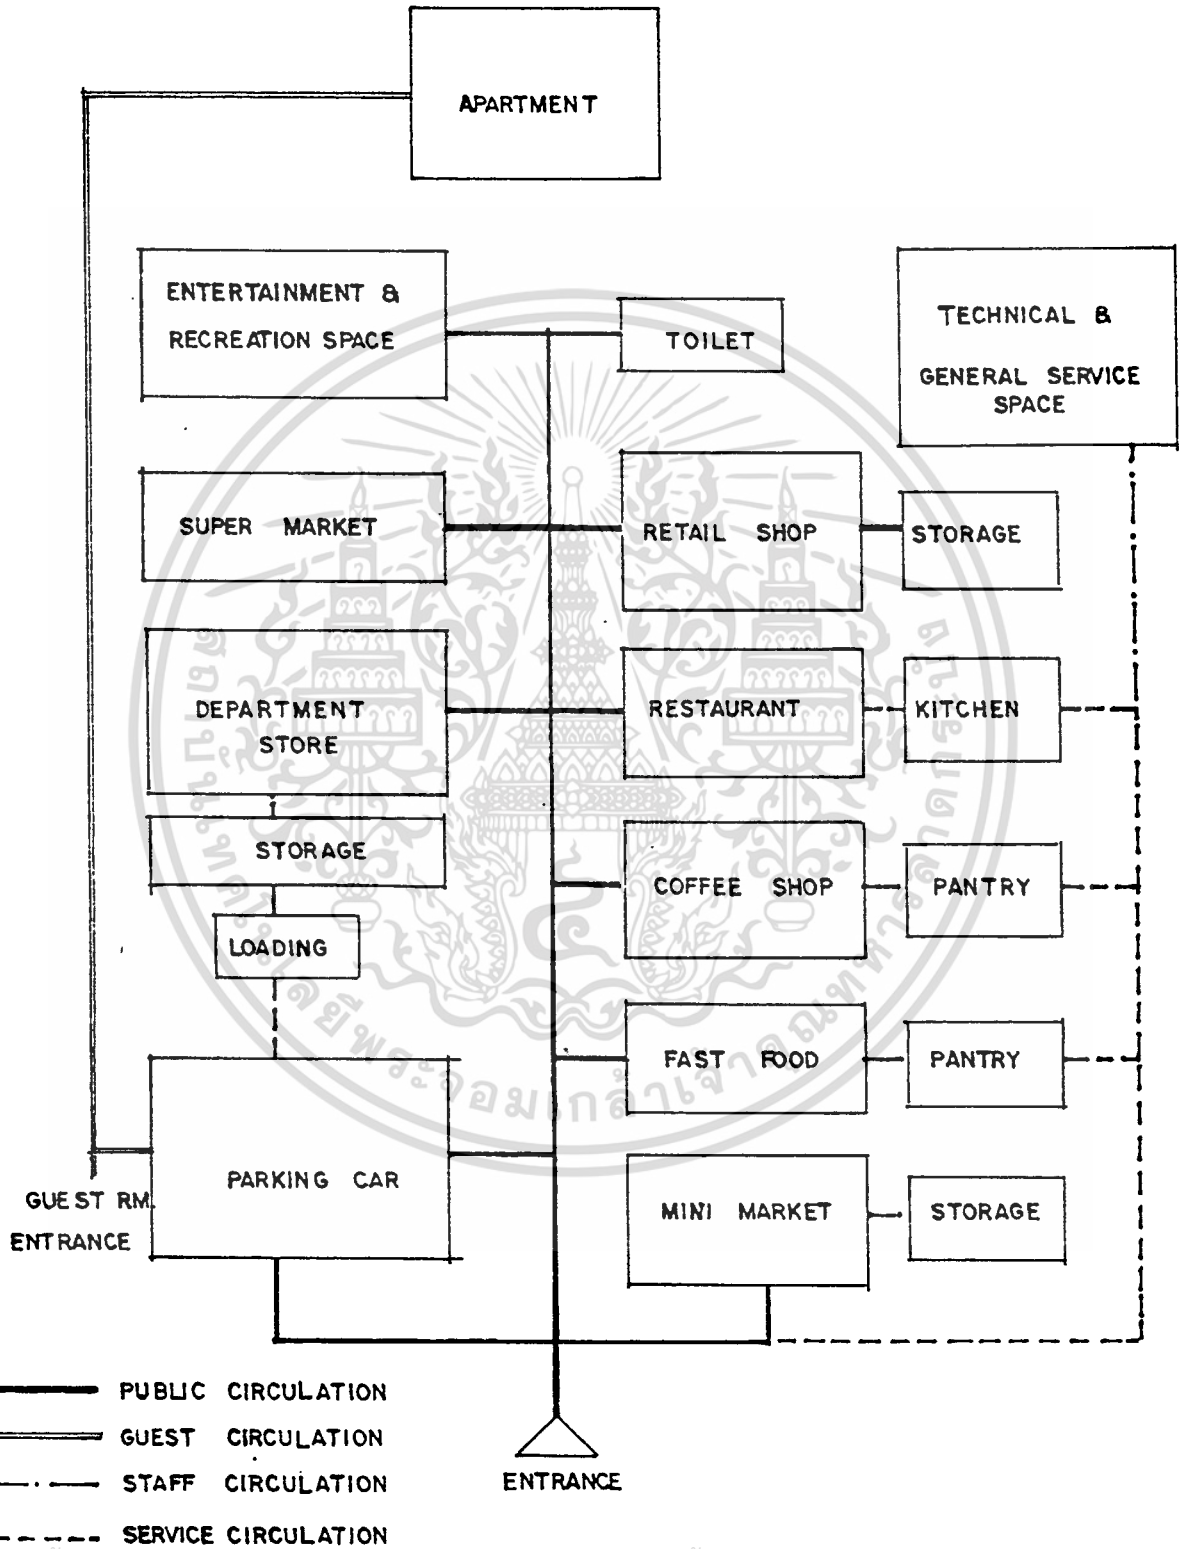 APARTMENT
ENTERTAINMENT &
RECREATION SPACE
TOILET
TECHNICAL &
GENERAL SERVICE
SPACE
SUPER MARKET
RETAIL SHOP
STORAGE
DEPARTMENT
STORE
RESTAURANT
KITCHEN
STORAGE
COFFEE SHOP
PANTRY
LOADING
FAST FOOD
PANTRY
PARKING CAR
GUEST RM.
ENTRANCE
MINI MARKET
STORAGE
PUBLIC CIRCULATION
GUEST CIRCULATION
STAFF CIRCULATION
SERVICE CIRCULATION
ENTRANCE